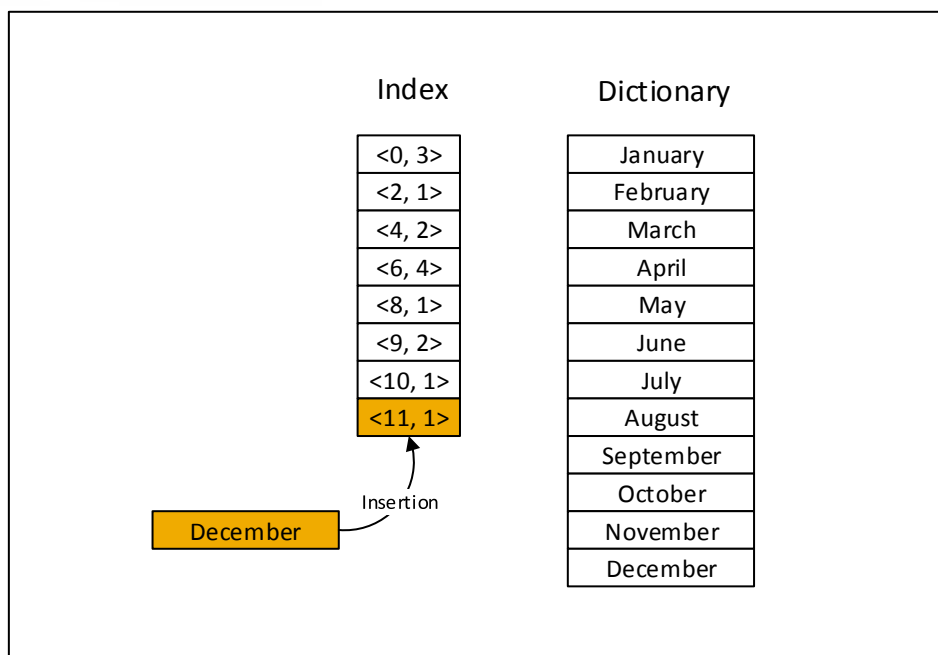 Index Dictionary
<0, 3> January
<2, 1> February
<4, 2> March
<6, 4> April
<8, 1> May
<9, 2> June
<10, 1> July
<11, 1> August
September
Insertion October
December November
December